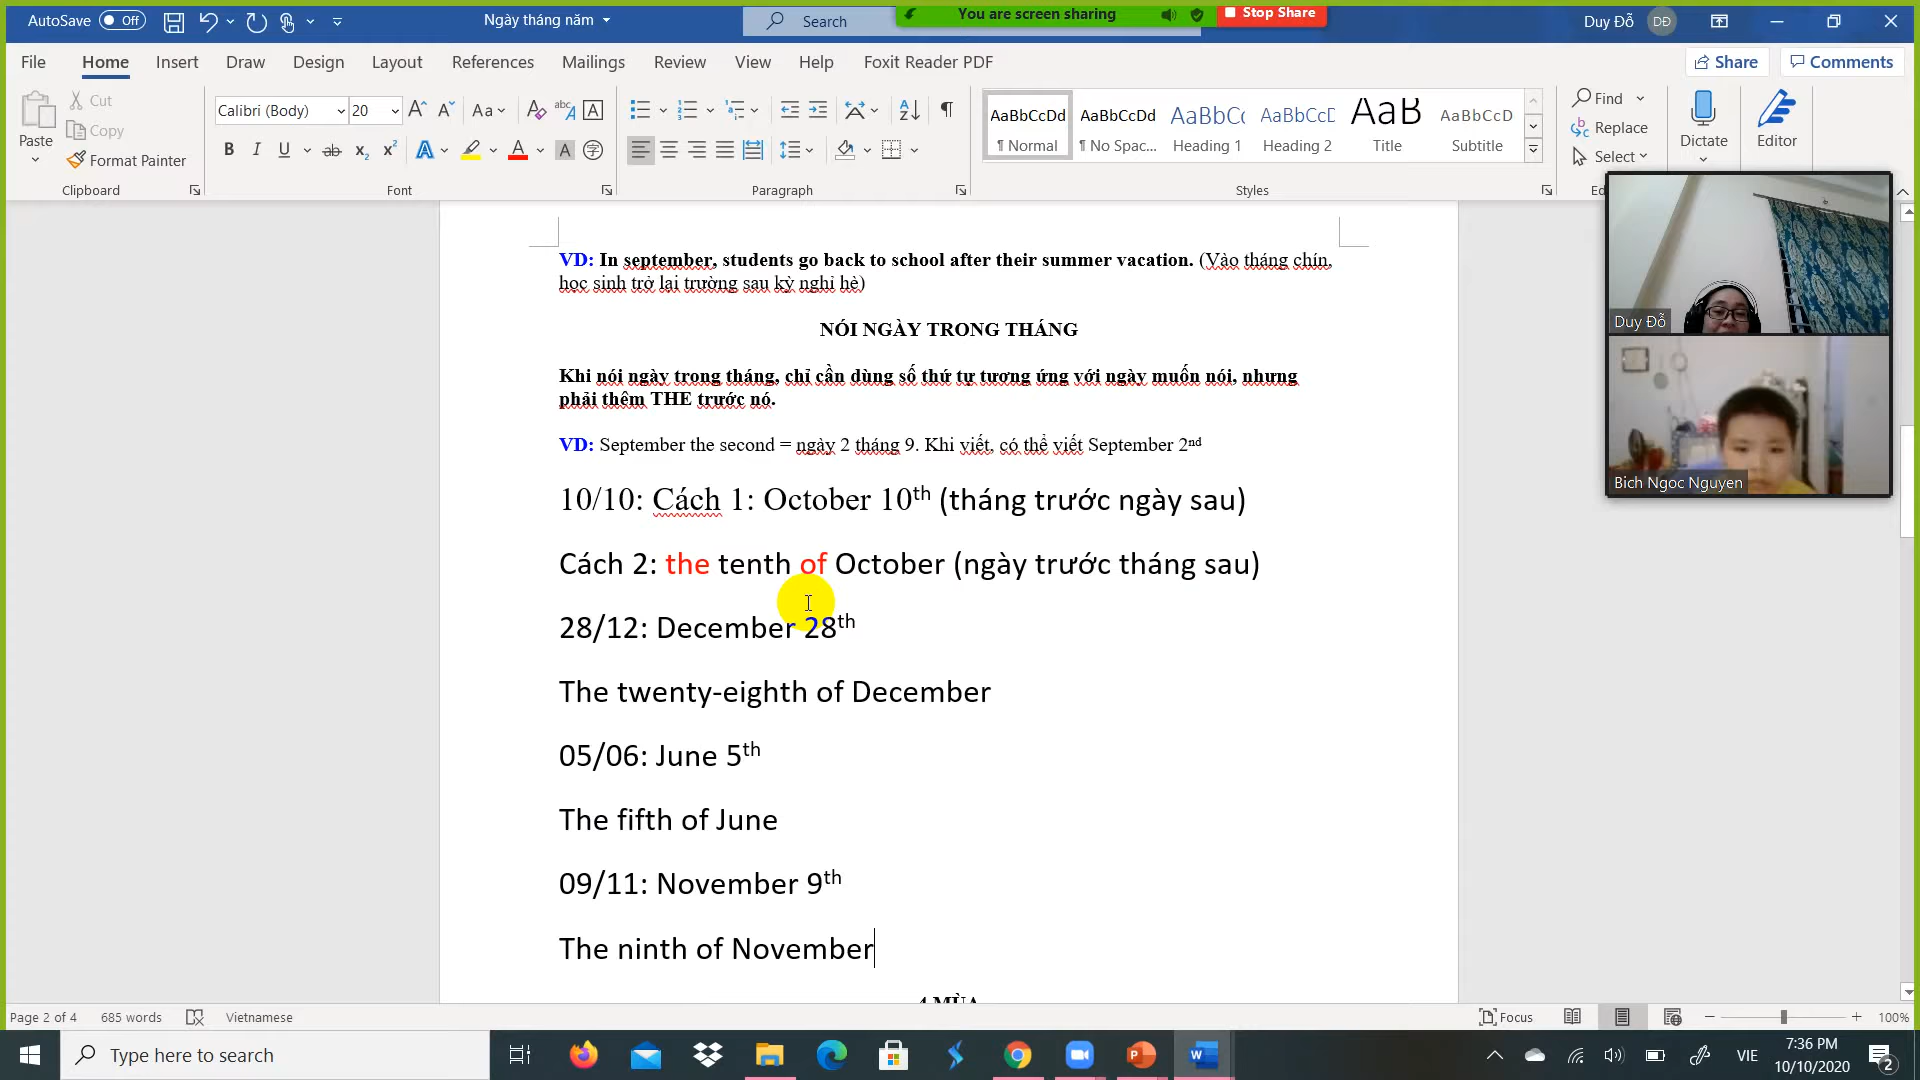 AutoSave Off Ngày tháng năm Search You are screen sharing Stop Share Duy Đỗ DĐ
File Home Insert Draw Design Layout References Mailings Review View Help Foxit Reader PDF Share Comments
Paste Cut Copy Format Painter
Calibri (Body) 20
AaBbCcDd AaBbCcDd AaBbCc AaBbCcD AaB AaBbCcD
¶ Normal ¶ No Spac... Heading 1 Heading 2 Title Subtitle
Find Replace Select Dictate Editor
Clipboard Font Paragraph Styles
VD: In september, students go back to school after their summer vacation. (Vào tháng chín,
học sinh trở lại trường sau kỳ nghỉ hè)
NÓI NGÀY TRONG THÁNG
Khi nói ngày trong tháng, chỉ cần dùng số thứ tự tương ứng với ngày muốn nói, nhưng
phải thêm THE trước nó.
VD: September the second = ngày 2 tháng 9. Khi viết, có thể viết September 2nd
10/10: Cách 1: October 10th (tháng trước ngày sau)
Cách 2: the tenth of October (ngày trước tháng sau)
28/12: December 28th
The twenty-eighth of December
05/06: June 5th
The fifth of June
09/11: November 9th
The ninth of November
4 MÙA
Duy Đỗ
Bich Ngoc Nguyen
Page 2 of 4 685 words Vietnamese Focus 100%
Type here to search VIE 7:36 PM
10/10/2020 2